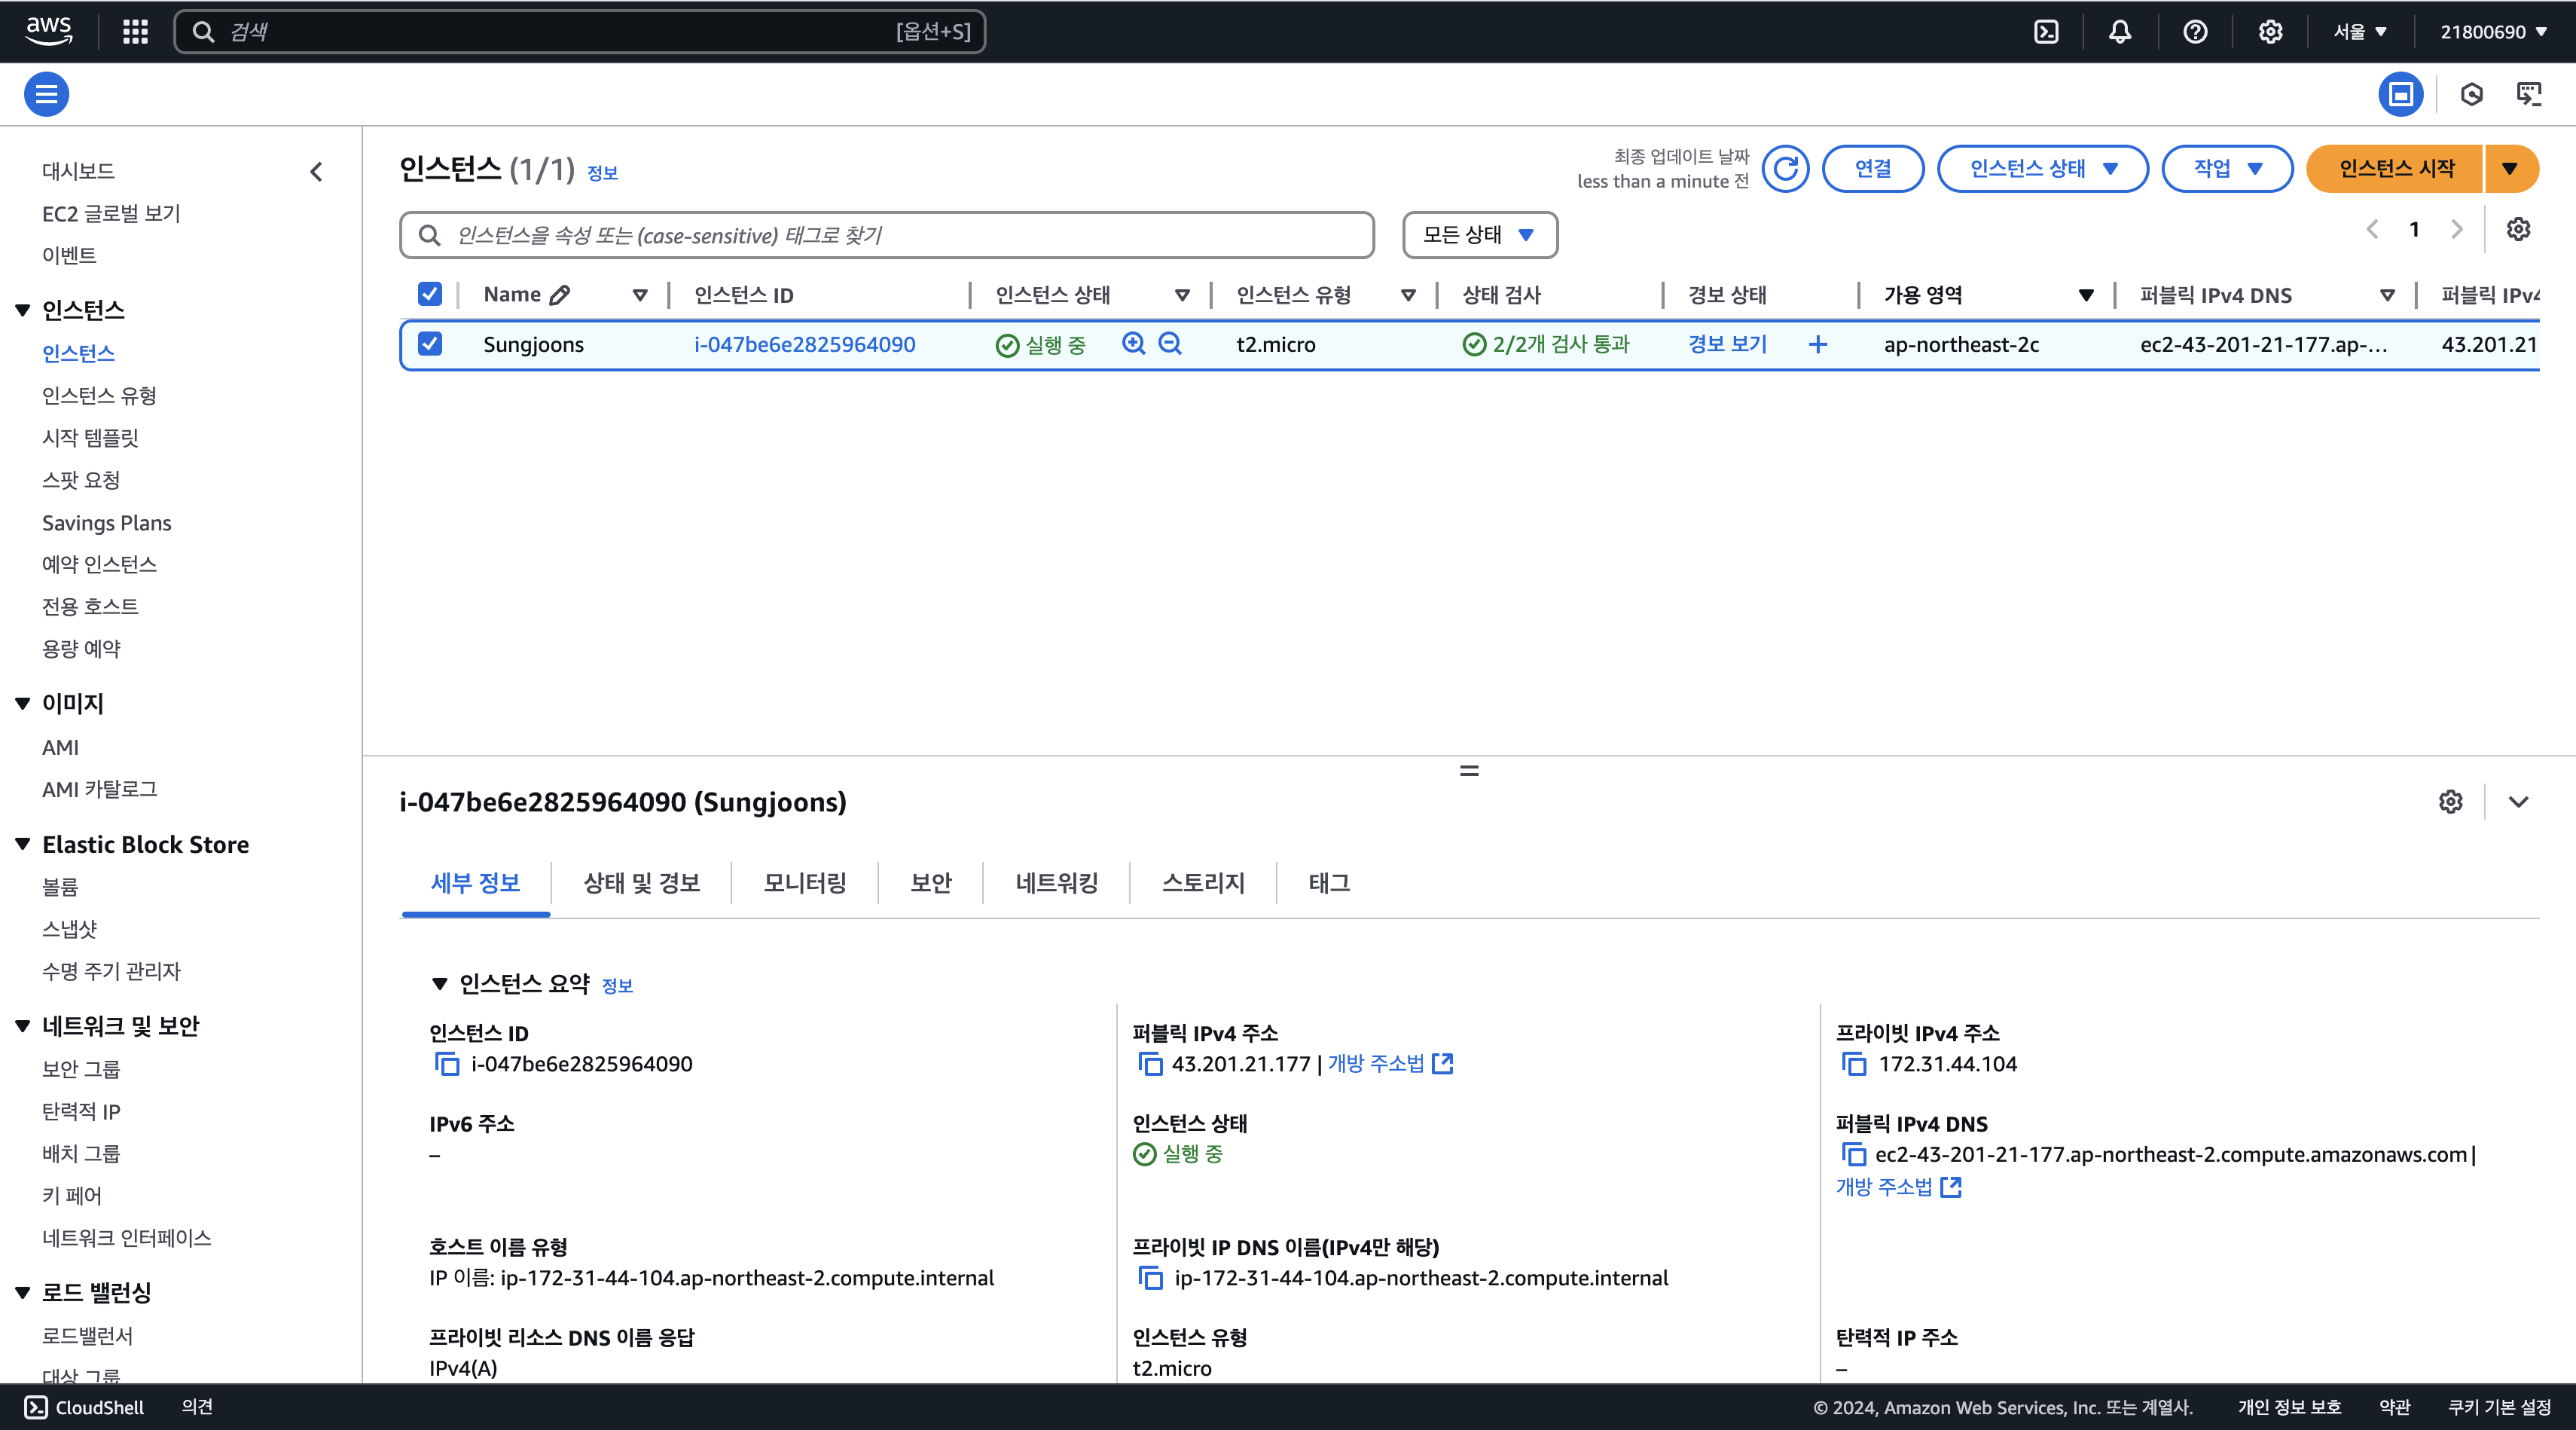 aws
검색
[옵션+S]
서울
21800690
대시보드
EC2 글로벌 보기
이벤트
인스턴스
인스턴스
인스턴스 유형
시작 템플릿
스팟 요청
Savings Plans
예약 인스턴스
전용 호스트
용량 예약
이미지
AMI
AMI 카탈로그
Elastic Block Store
볼륨
스냅샷
수명 주기 관리자
네트워크 및 보안
보안 그룹
탄력적 IP
배치 그룹
키 페어
네트워크 인터페이스
로드 밸런싱
로드밸런서
대상 그룹
인스턴스 (1/1) 정보
최종 업데이트 날짜
less than a minute 전
연결
인스턴스 상태
작업
인스턴스 시작
인스턴스을 속성 또는 (case-sensitive) 태그로 찾기
모든 상태
1
Name 인스턴스 ID 인스턴스 상태 인스턴스 유형 상태 검사 경보 상태 가용 영역 퍼블릭 IPv4 DNS 퍼블릭 IPv4
Sungjoons i-047be6e2825964090 실행 중 t2.micro 2/2개 검사 통과 경보 보기 + ap-northeast-2c ec2-43-201-21-177.ap-... 43.201.21
i-047be6e2825964090 (Sungjoons)
세부 정보 상태 및 경보 모니터링 보안 네트워킹 스토리지 태그
인스턴스 요약 정보
인스턴스 ID
i-047be6e2825964090
퍼블릭 IPv4 주소
43.201.21.177 | 개방 주소법
프라이빗 IPv4 주소
172.31.44.104
IPv6 주소
–
인스턴스 상태
실행 중
퍼블릭 IPv4 DNS
ec2-43-201-21-177.ap-northeast-2.compute.amazonaws.com |
개방 주소법
호스트 이름 유형
IP 이름: ip-172-31-44-104.ap-northeast-2.compute.internal
프라이빗 IP DNS 이름(IPv4만 해당)
ip-172-31-44-104.ap-northeast-2.compute.internal
프라이빗 리소스 DNS 이름 응답
IPv4(A)
인스턴스 유형
t2.micro
탄력적 IP 주소
–
CloudShell 의견
© 2024, Amazon Web Services, Inc. 또는 계열사. 개인 정보 보호 약관 쿠키 기본 설정